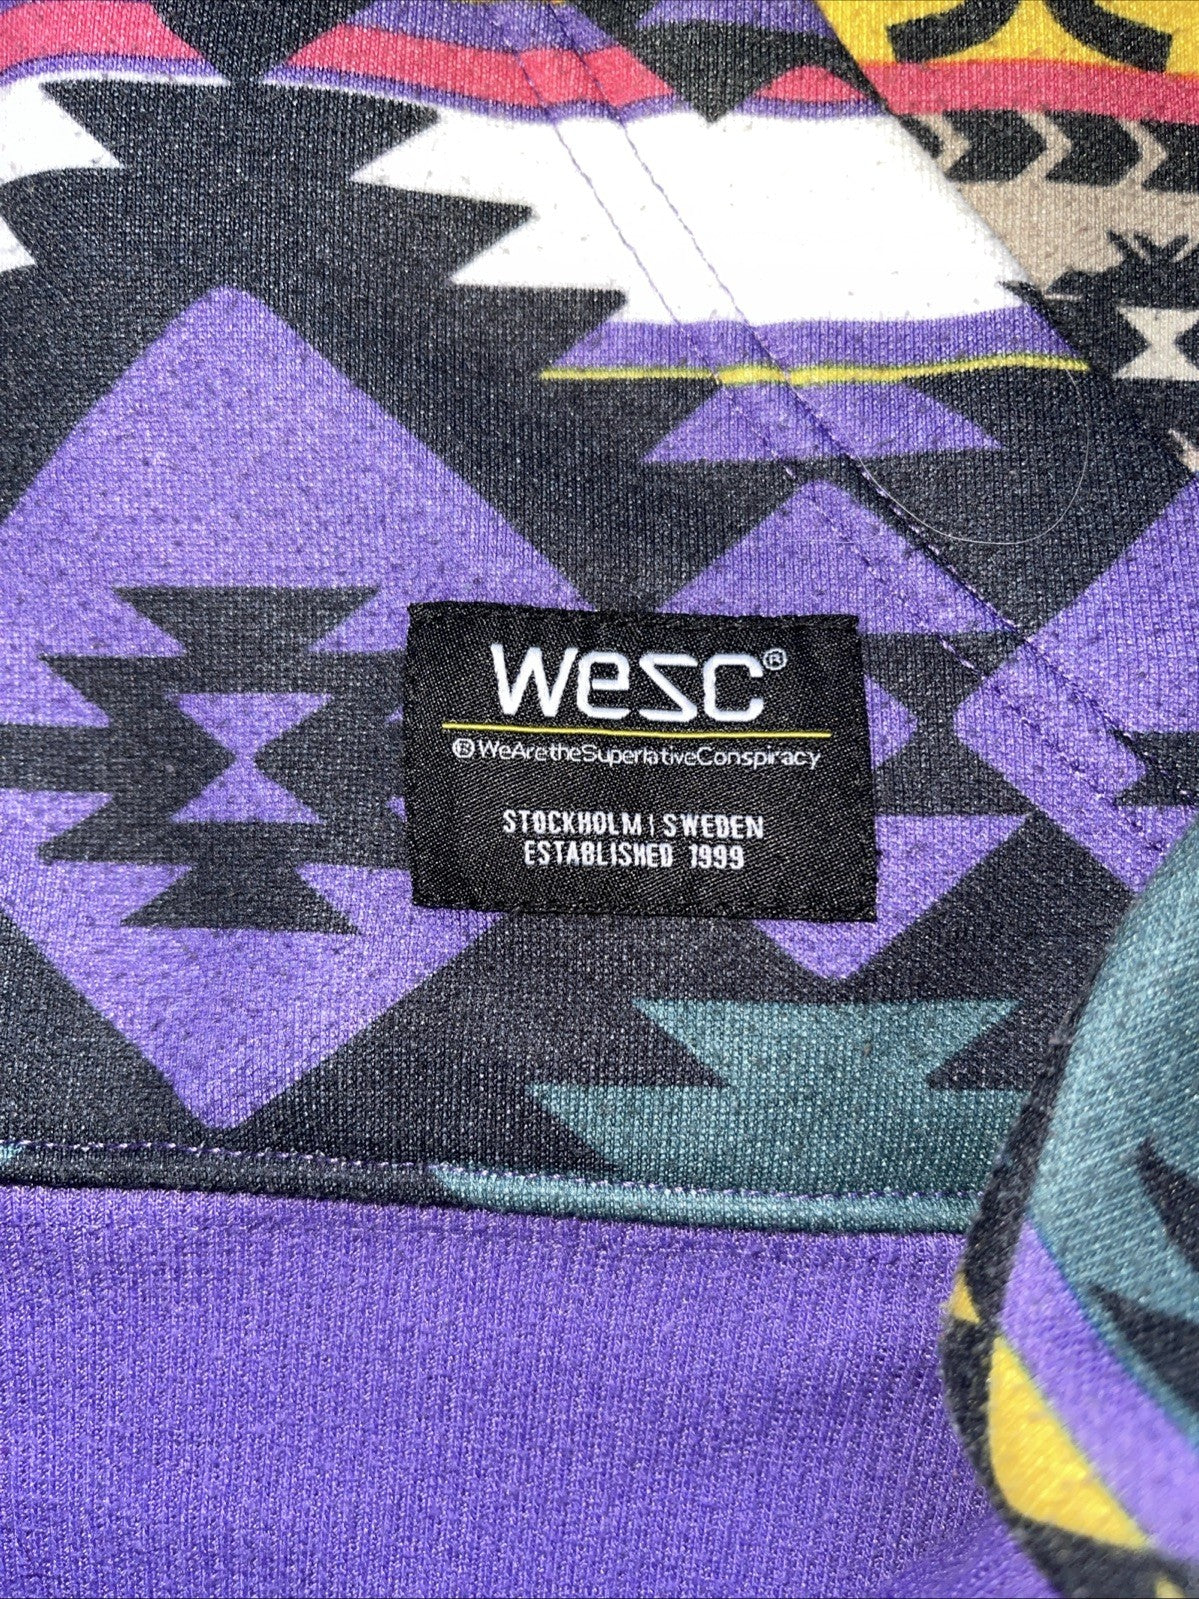 wesc®
®WeAretheSuperlativeConspiracy
STOCKHOLM | SWEDEN
ESTABLISHED 1999